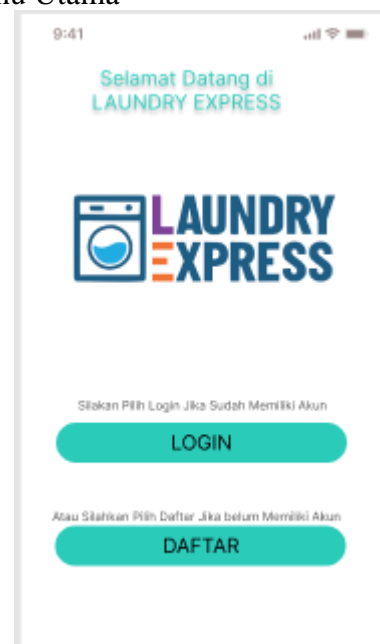 Utama
9:41
Selamat Datang di
LAUNDRY EXPRESS
LAUNDRY
EXPRESS
Silakan Pilih Login Jika Sudah Memiliki Akun
LOGIN
Atau Silahkan Pilih Daftar Jika belum Memiliki Akun
DAFTAR